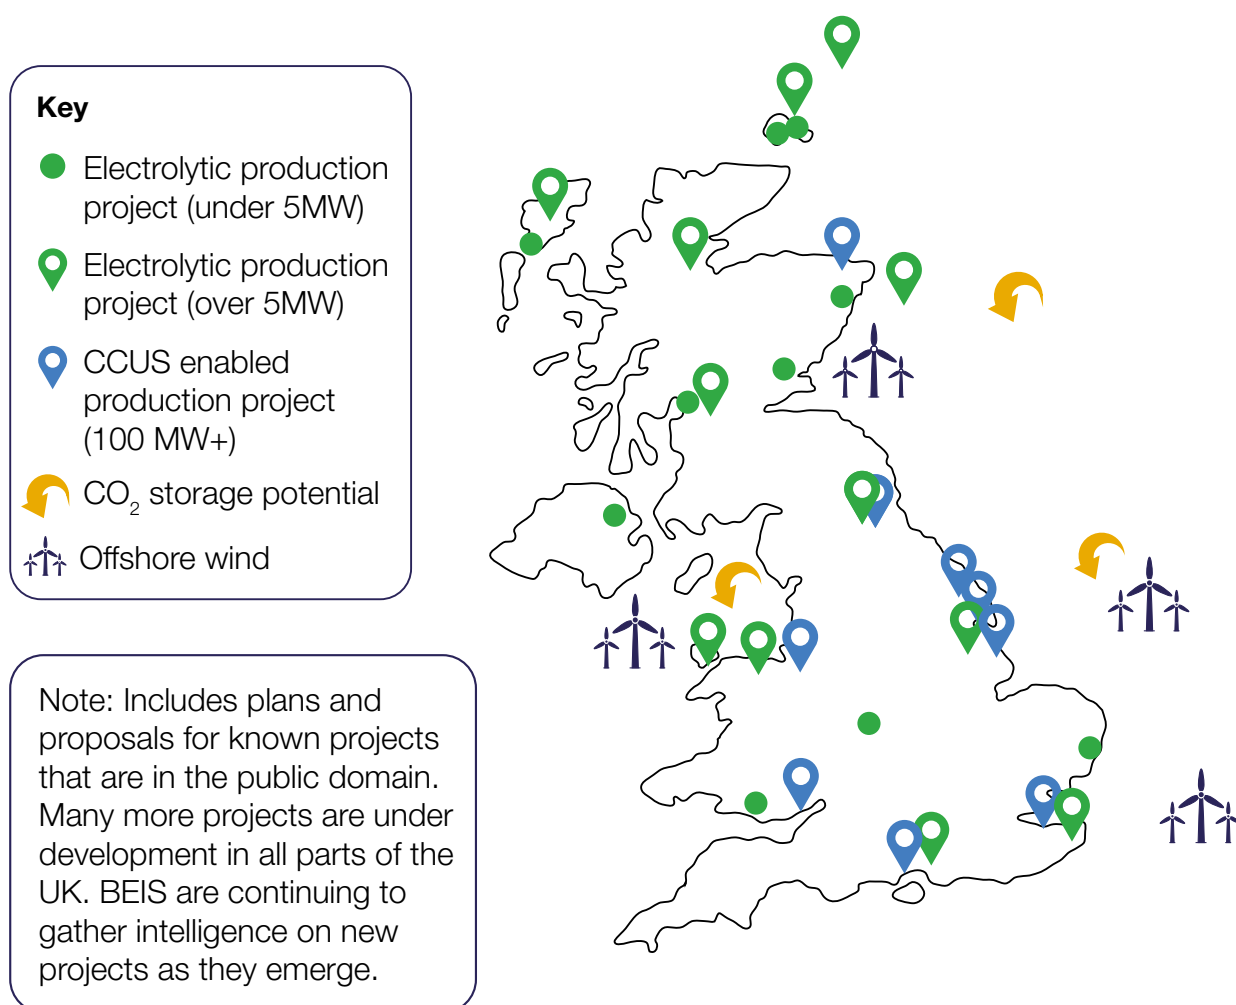 Key
Electrolytic production
project (under 5MW)
Electrolytic production
project (over 5MW)
CCUS enabled
production project
(100 MW+)
CO₂ storage potential
Offshore wind
Note: Includes plans and
proposals for known projects
that are in the public domain.
Many more projects are under
development in all parts of the
UK. BEIS are continuing to
gather intelligence on new
projects as they emerge.